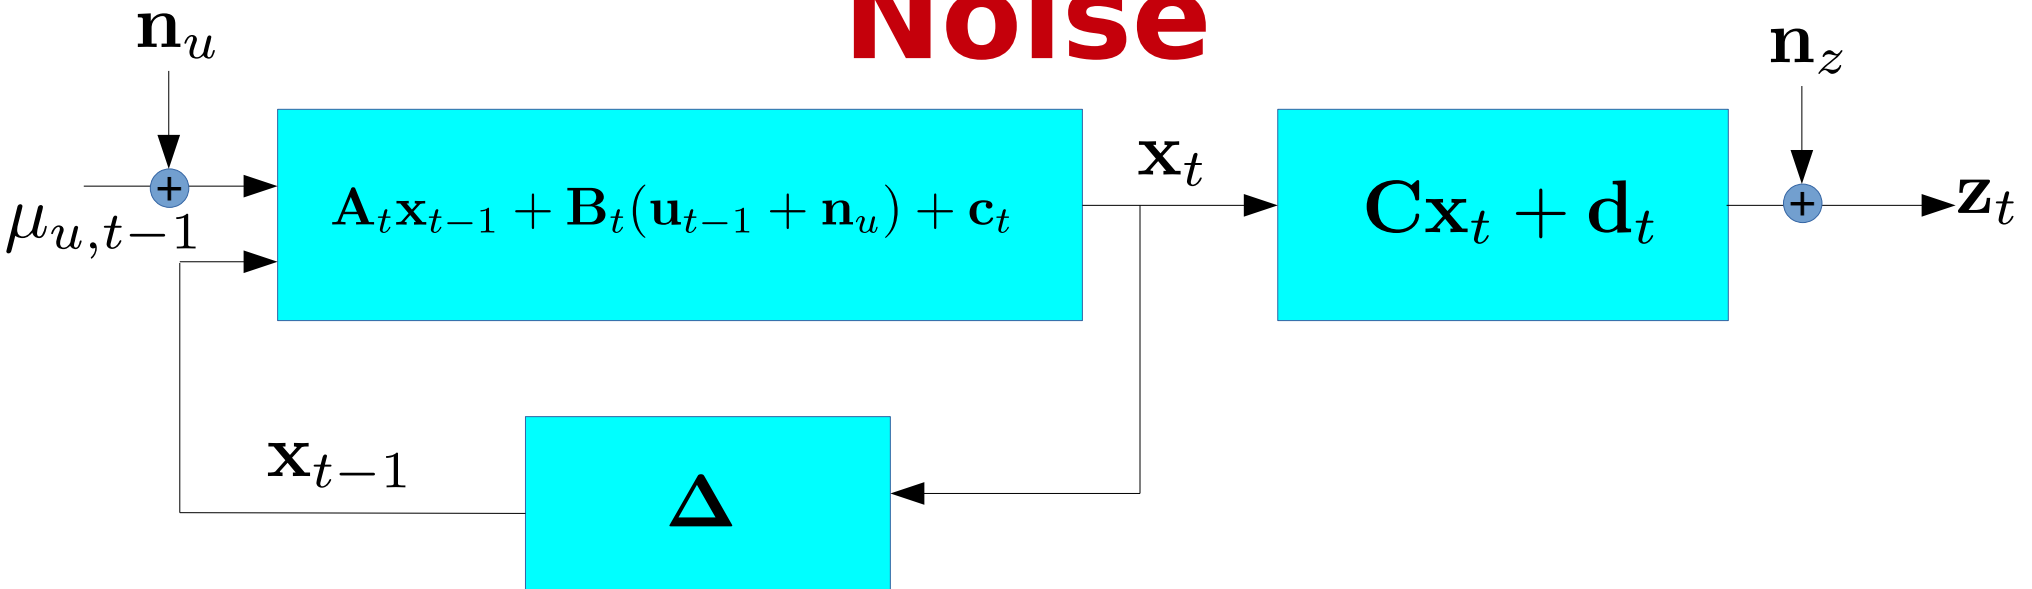 Noise
n_u
n_z
μ_{u,t−1}
+
A_t x_{t−1} + B_t(u_{t−1} + n_u) + c_t
x_t
Cx_t + d_t
+
z_t
x_{t−1}
Δ